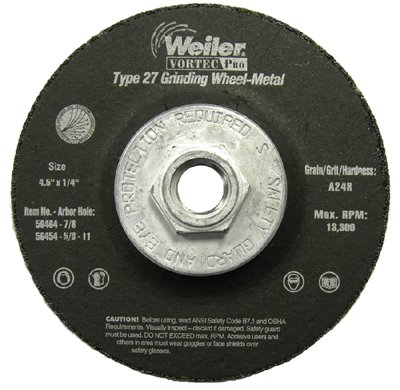 Weiler
VORTEC PRO
Type 27 Grinding Wheel-Metal
SAFETY GUARD AND EYE PROTECTION REQUIRED
Size
4.5" x 1/4"
Item No. - Arbor Hole:
56464 - 7/8
56454 - 5/8 - 11
Grain/Grit/Hardness:
A24R
Max. RPM:
13,300
CAUTION! Before using, read ANSI Safety Code B7.1 and OSHA
Requirements. Visually Inspect – discard if damaged. Safety guard
must be used. DO NOT EXCEED max. RPM. Abrasive users and
others in area must wear goggles or face shields over
safety glasses.